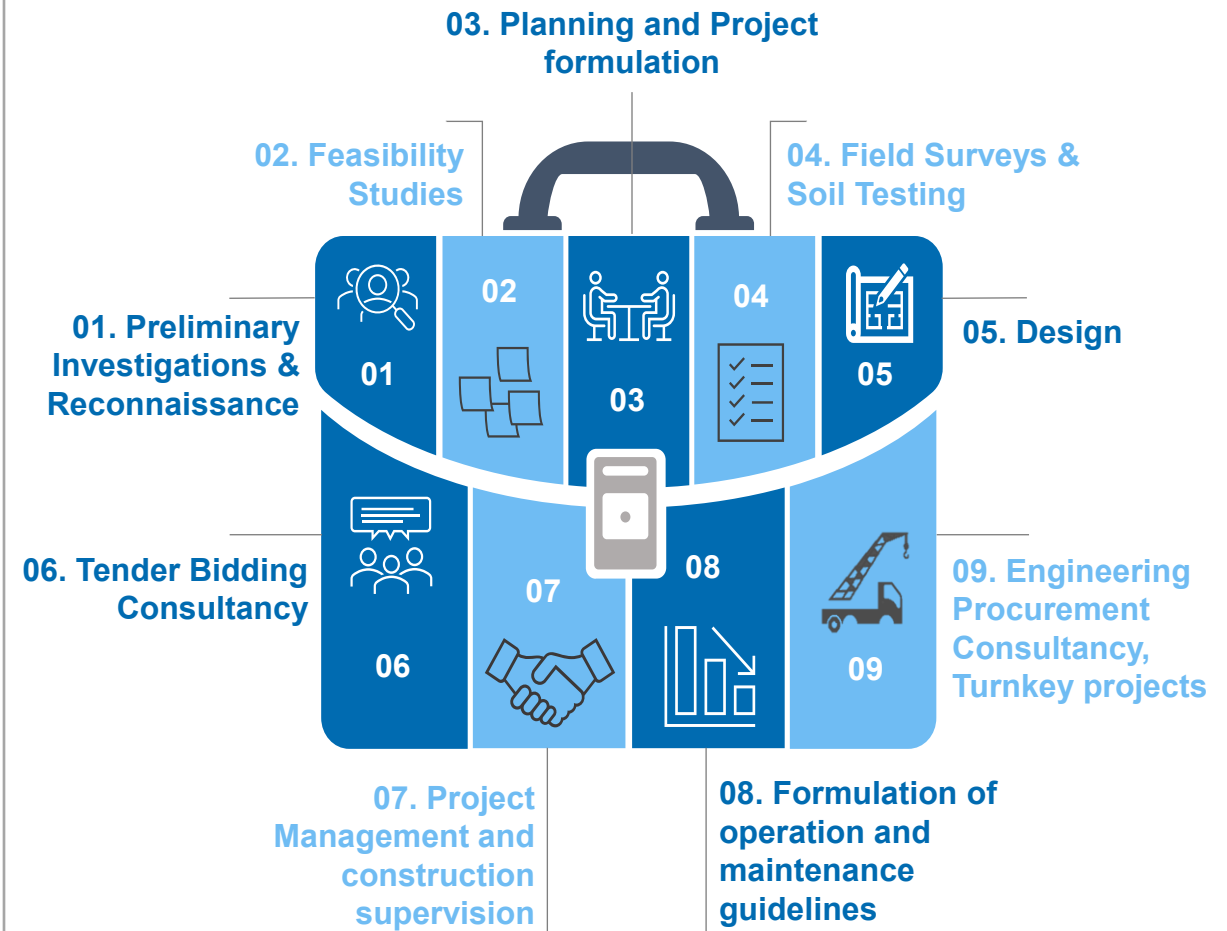 03. Planning and Project
formulation
02. Feasibility
Studies
04. Field Surveys &
Soil Testing
01. Preliminary
Investigations &
Reconnaissance
01
02
03
04
05
05. Design
06. Tender Bidding
Consultancy
06
07
08
09
09. Engineering
Procurement
Consultancy,
Turnkey projects
07. Project
Management and
construction
supervision
08. Formulation of
operation and
maintenance
guidelines